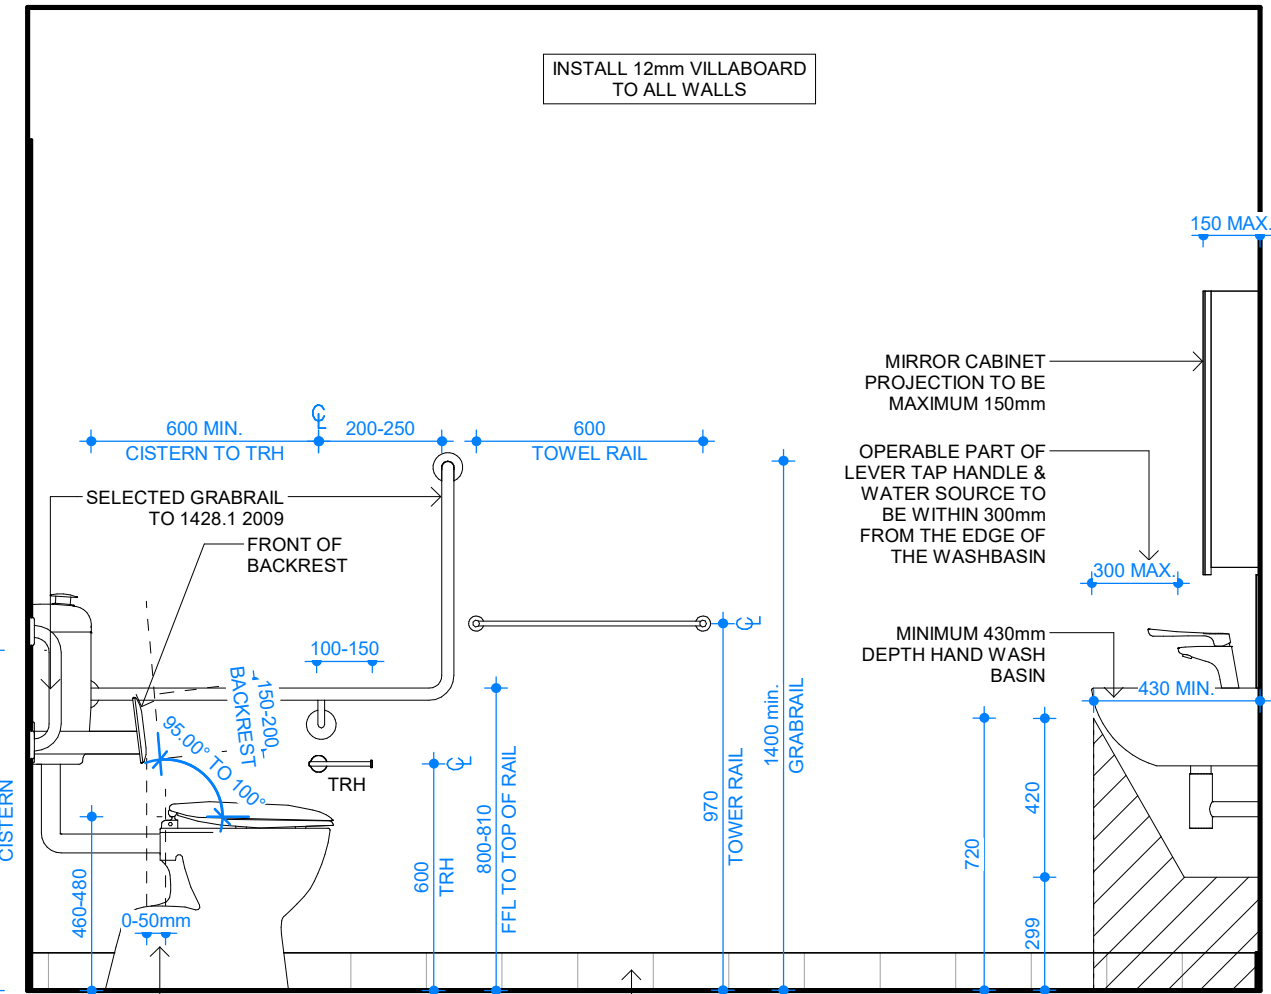 INSTALL 12mm VILLABOARD
TO ALL WALLS
150 MAX.
MIRROR CABINET
PROJECTION TO BE
MAXIMUM 150mm
600 MIN.
CISTERN TO TRH
℄
200-250
600
TOWEL RAIL
OPERABLE PART OF
LEVER TAP HANDLE &
WATER SOURCE TO
BE WITHIN 300mm
FROM THE EDGE OF
THE WASHBASIN
SELECTED GRABRAIL
TO 1428.1 2009
FRONT OF
BACKREST
300 MAX.
MINIMUM 430mm
DEPTH HAND WASH
BASIN
430 MIN.
100-150
150-200
BACKREST
95.00° TO 100°
TRH
℄
℄
1400 min.
GRABRAIL
970
TOWER RAIL
800-810
FFL TO TOP OF RAIL
600
TRH
720
420
299
CISTERN
460-480
0-50mm